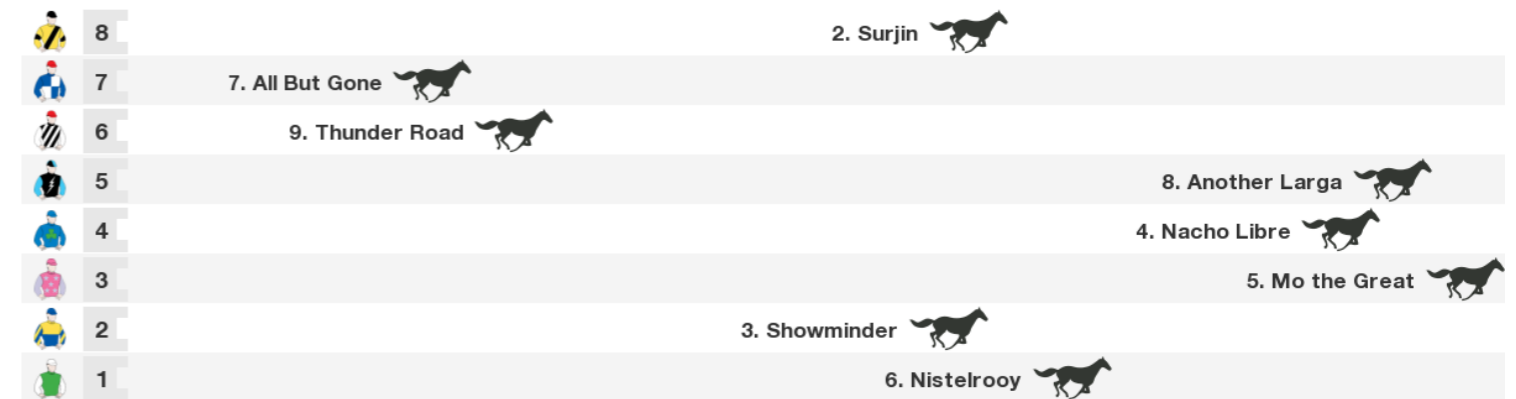 8 2. Surjin
7 7. All But Gone
6 9. Thunder Road
5 8. Another Larga
4 4. Nacho Libre
3 5. Mo the Great
2 3. Showminder
1 6. Nistelrooy